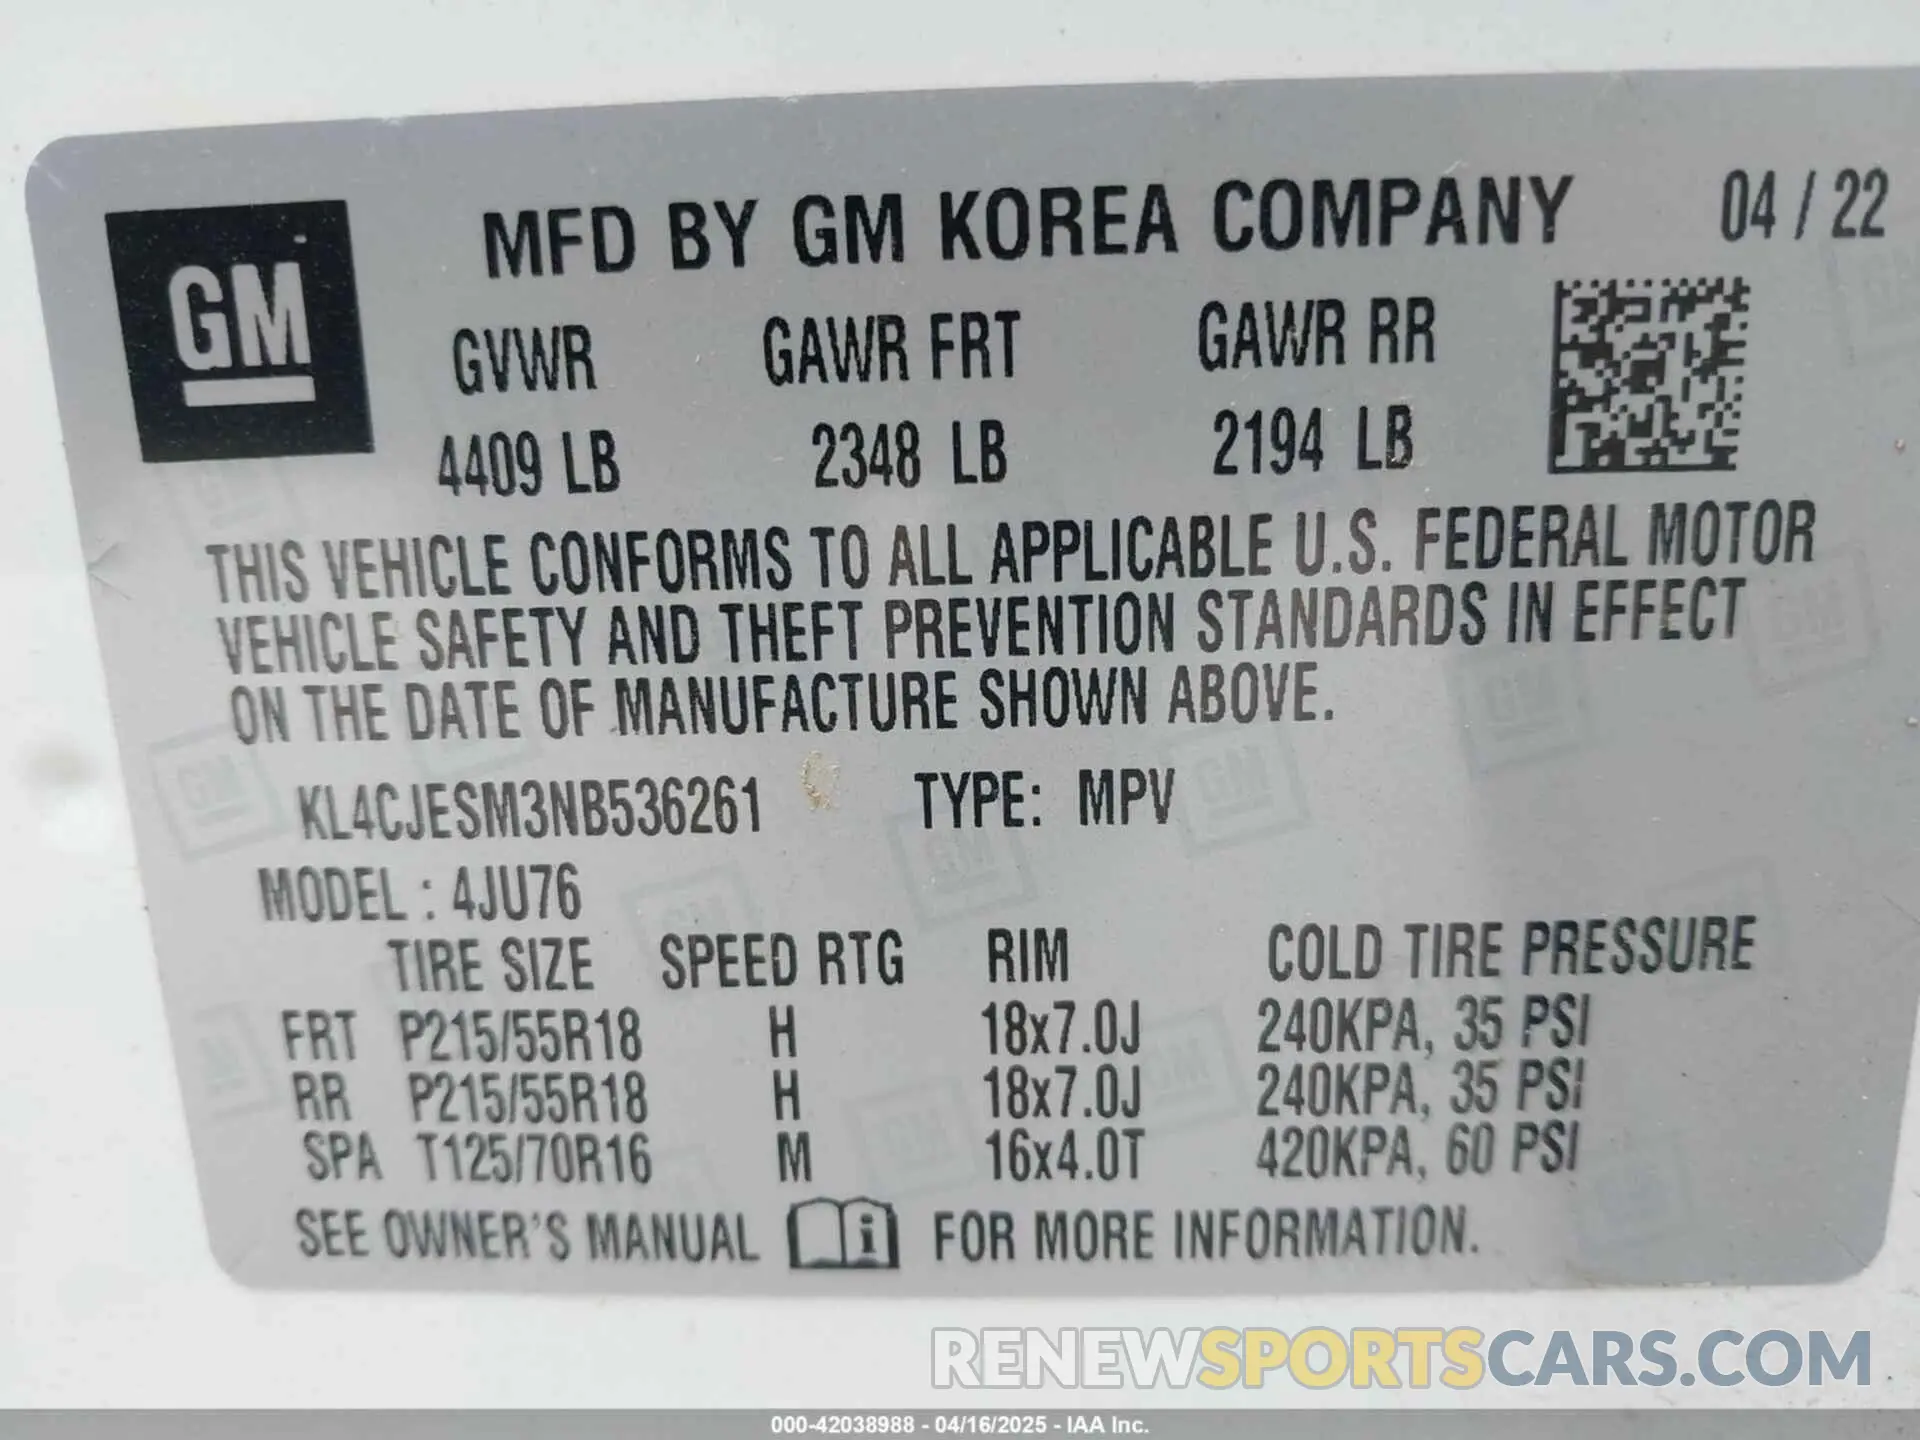 GM
MFD BY GM KOREA COMPANY 04 / 22
GVWR GAWR FRT GAWR RR
4409 LB 2348 LB 2194 LB
THIS VEHICLE CONFORMS TO ALL APPLICABLE U.S. FEDERAL MOTOR
VEHICLE SAFETY AND THEFT PREVENTION STANDARDS IN EFFECT
ON THE DATE OF MANUFACTURE SHOWN ABOVE.
KL4CJESM3NB536261 TYPE: MPV
MODEL : 4JU76
TIRE SIZE SPEED RTG RIM COLD TIRE PRESSURE
FRT P215/55R18 H 18x7.0J 240KPA, 35 PSI
RR P215/55R18 H 18x7.0J 240KPA, 35 PSI
SPA T125/70R16 M 16x4.0T 420KPA, 60 PSI
SEE OWNER'S MANUAL i FOR MORE INFORMATION.
RENEWSPORTSCARS.COM
000-42038988 - 04/16/2025 - IAA Inc.